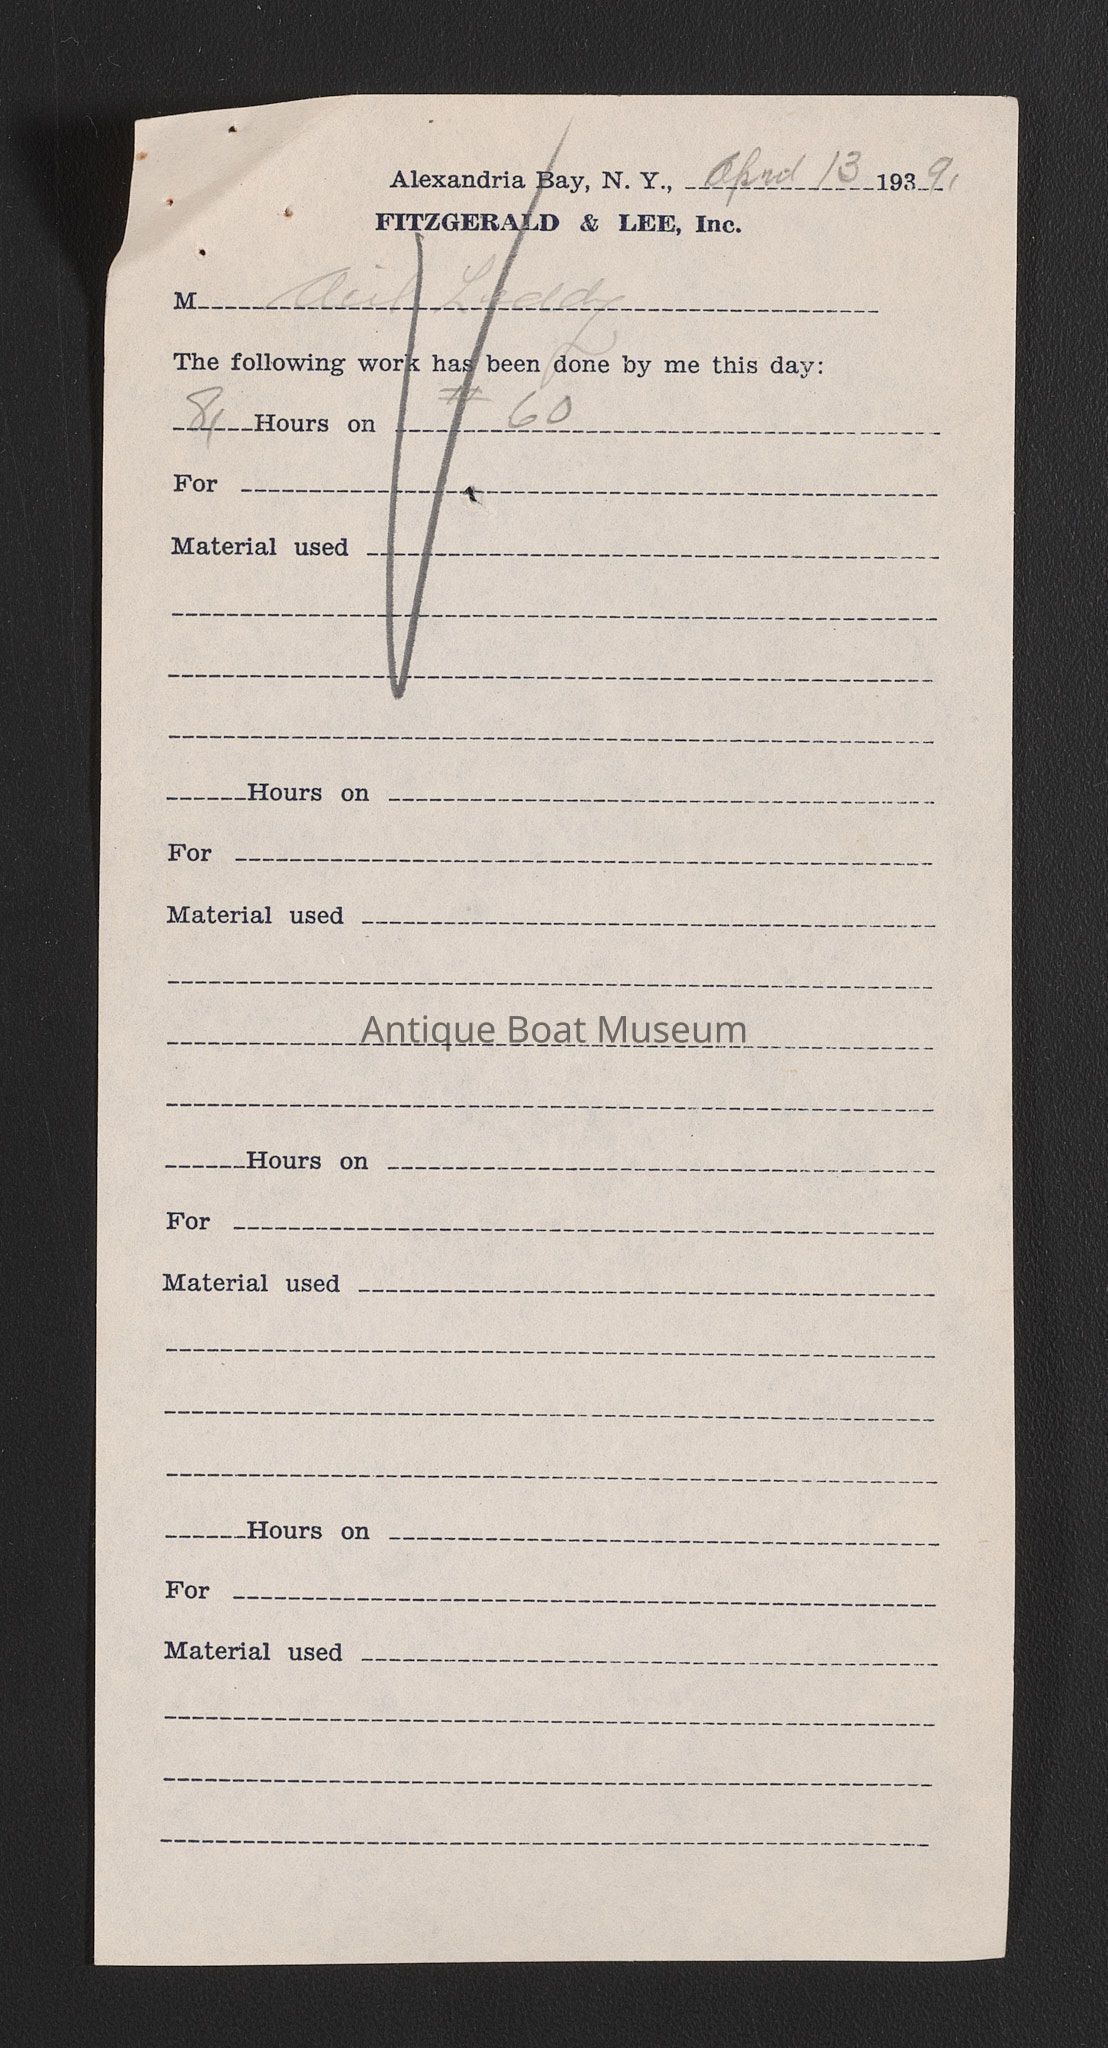 Alexandria Bay, N. Y., April 13 1939,
FITZGERALD & LEE, Inc.
M Leddy
The following work has been done by me this day:
8, Hours on # 60
For
Material used
Hours on
For
Material used
Antique Boat Museum
Hours on
For
Material used
Hours on
For
Material used